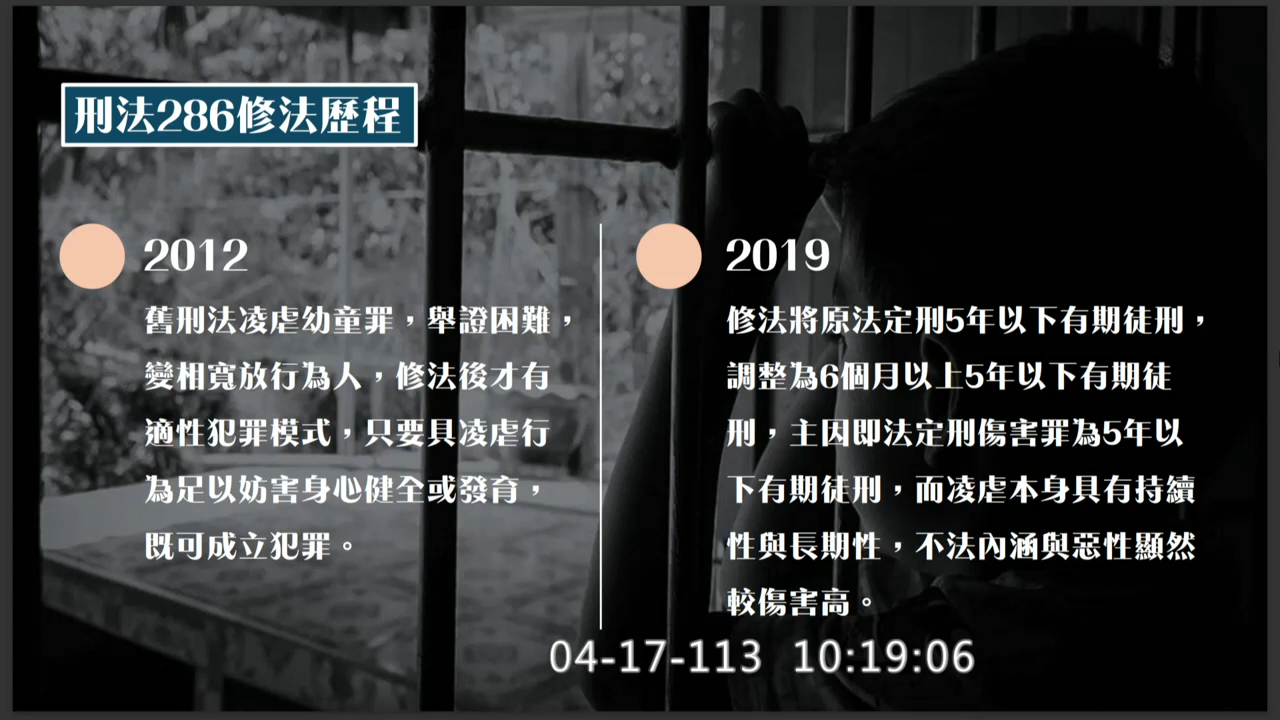 刑法286修法歷程
2012
舊刑法凌虐幼童罪，舉證困難，
變相寬放行為人，修法後才有
適性犯罪模式，只要具凌虐行
為足以妨害身心健全或發育，
既可成立犯罪。
2019
修法將原法定刑5年以下有期徒刑，
調整為6個月以上5年以下有期徒
刑，主因即法定刑傷害罪為5年以
下有期徒刑，而凌虐本身具有持續
性與長期性，不法內涵與惡性顯然
較傷害高。
04-17-113 10:19:06